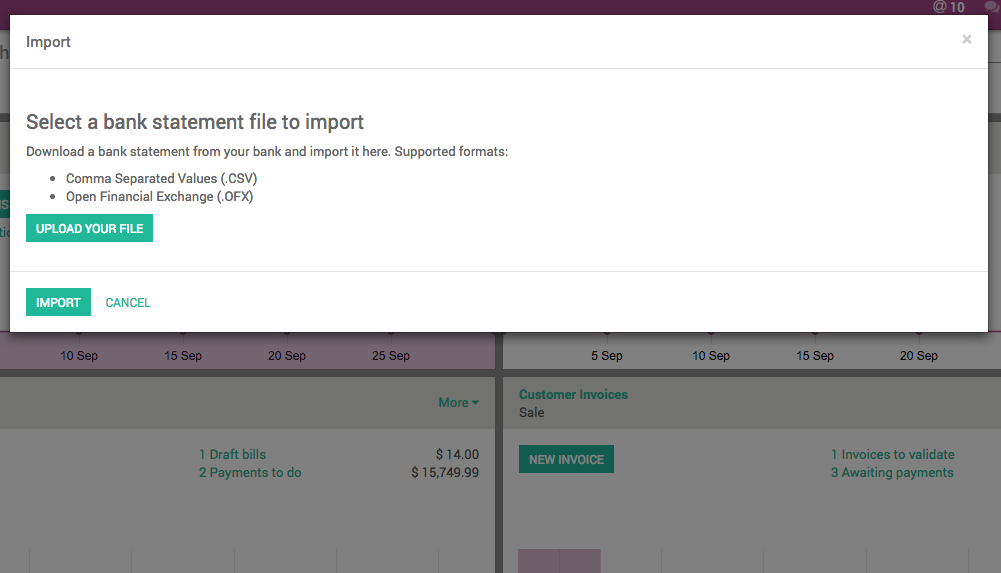 @ 10
Import
×
Select a bank statement file to import
Download a bank statement from your bank and import it here. Supported formats:
• Comma Separated Values (.CSV)
• Open Financial Exchange (.OFX)
UPLOAD YOUR FILE
IMPORT CANCEL
10 Sep 15 Sep 20 Sep 25 Sep
5 Sep 10 Sep 15 Sep 20 Sep
More
1 Draft bills $ 14.00
2 Payments to do $ 15,749.99
Customer Invoices
Sale
NEW INVOICE
1 Invoices to validate
3 Awaiting payments